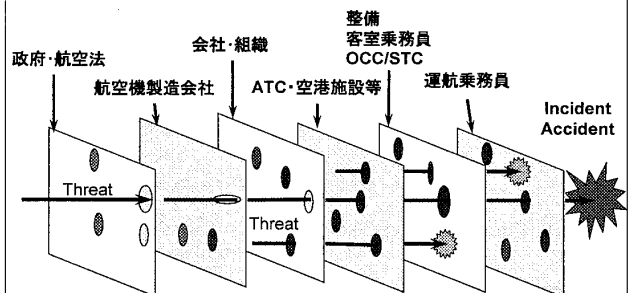 政府・航空法
航空機製造会社
会社・組織
ATC・空港施設等
整備
客室乗務員
OCC/STC
運航乗務員
Incident
Accident
Threat
Threat